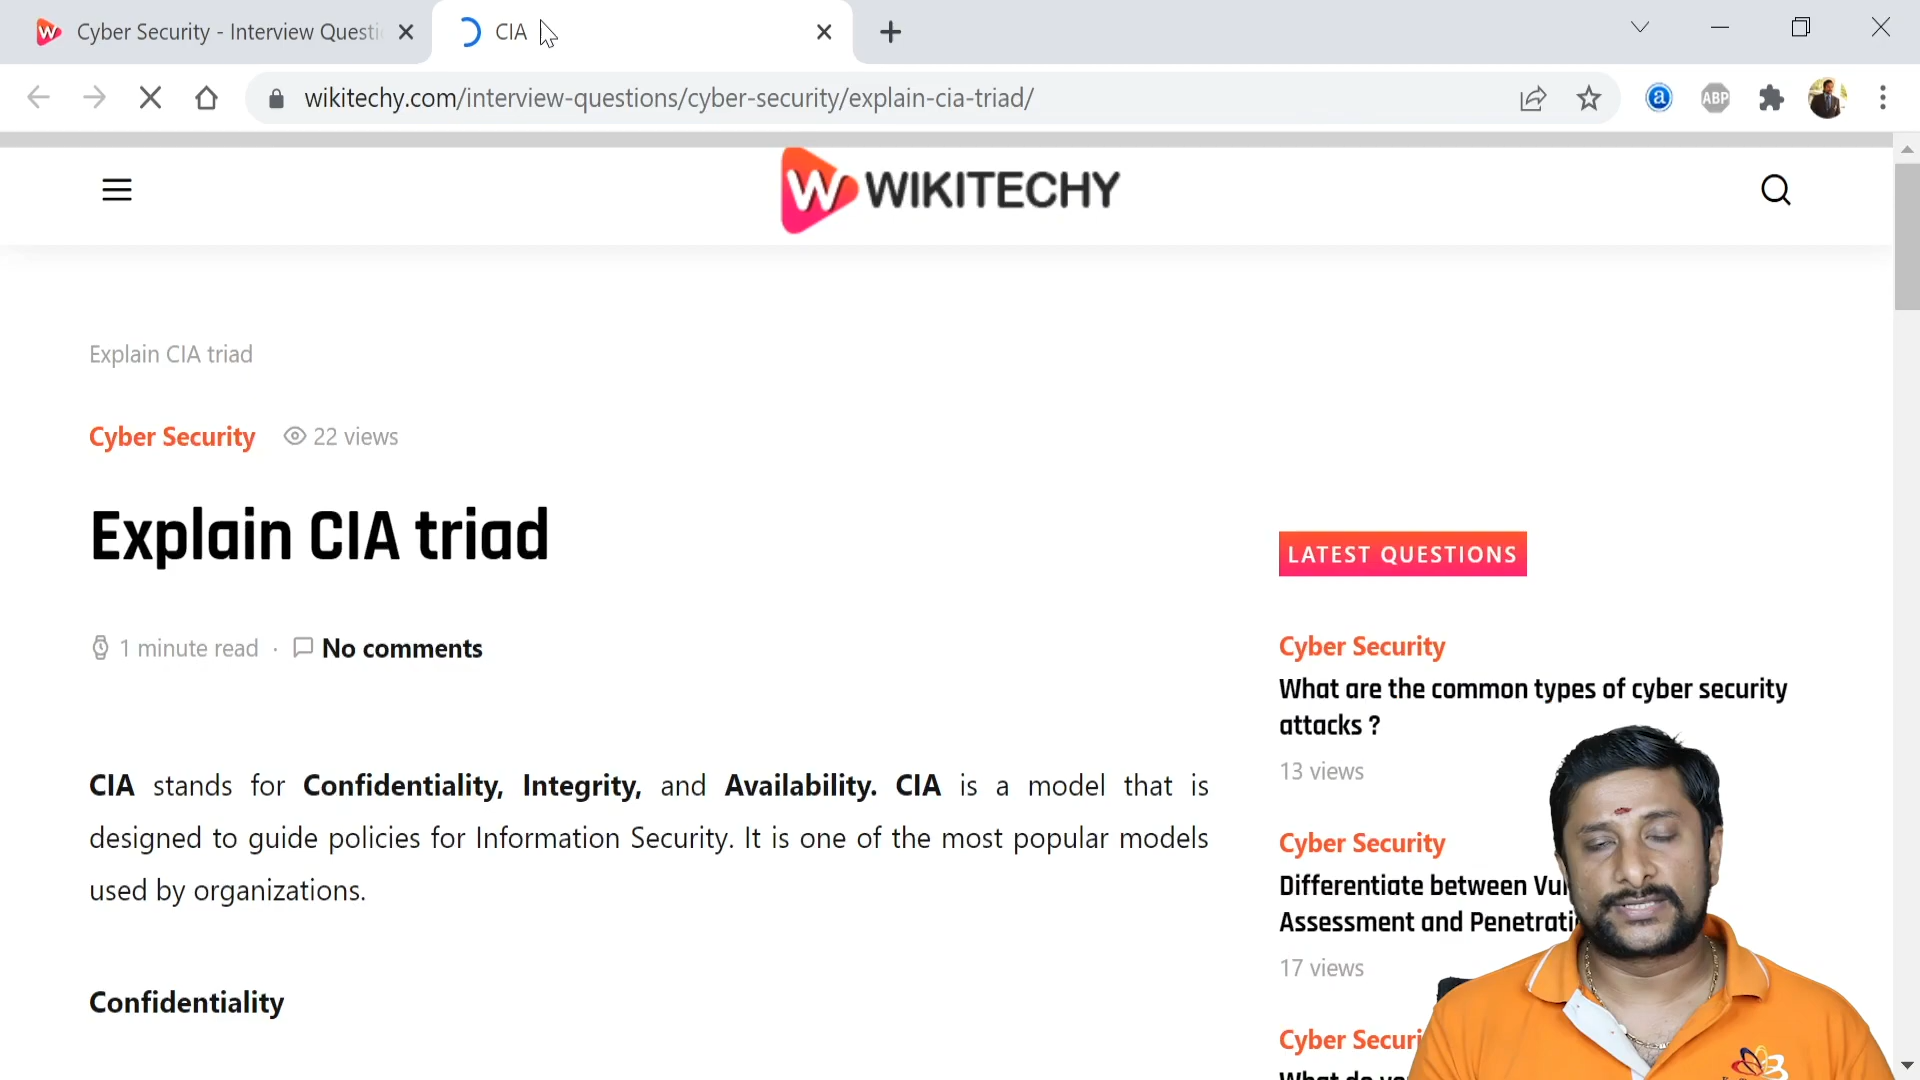 Cyber Security - Interview Questi
CIA
wikitechy.com/interview-questions/cyber-security/explain-cia-triad/
a
ABP
W WIKITECHY
Explain CIA triad
Cyber Security 22 views
Explain CIA triad
1 minute read · No comments
CIA stands for Confidentiality, Integrity, and Availability. CIA is a model that is
designed to guide policies for Information Security. It is one of the most popular models
used by organizations.
Confidentiality
LATEST QUESTIONS
Cyber Security
What are the common types of cyber security
attacks ?
13 views
Cyber Security
Differentiate between Vul
Assessment and Penetrati
17 views
Cyber Securi
What do yo